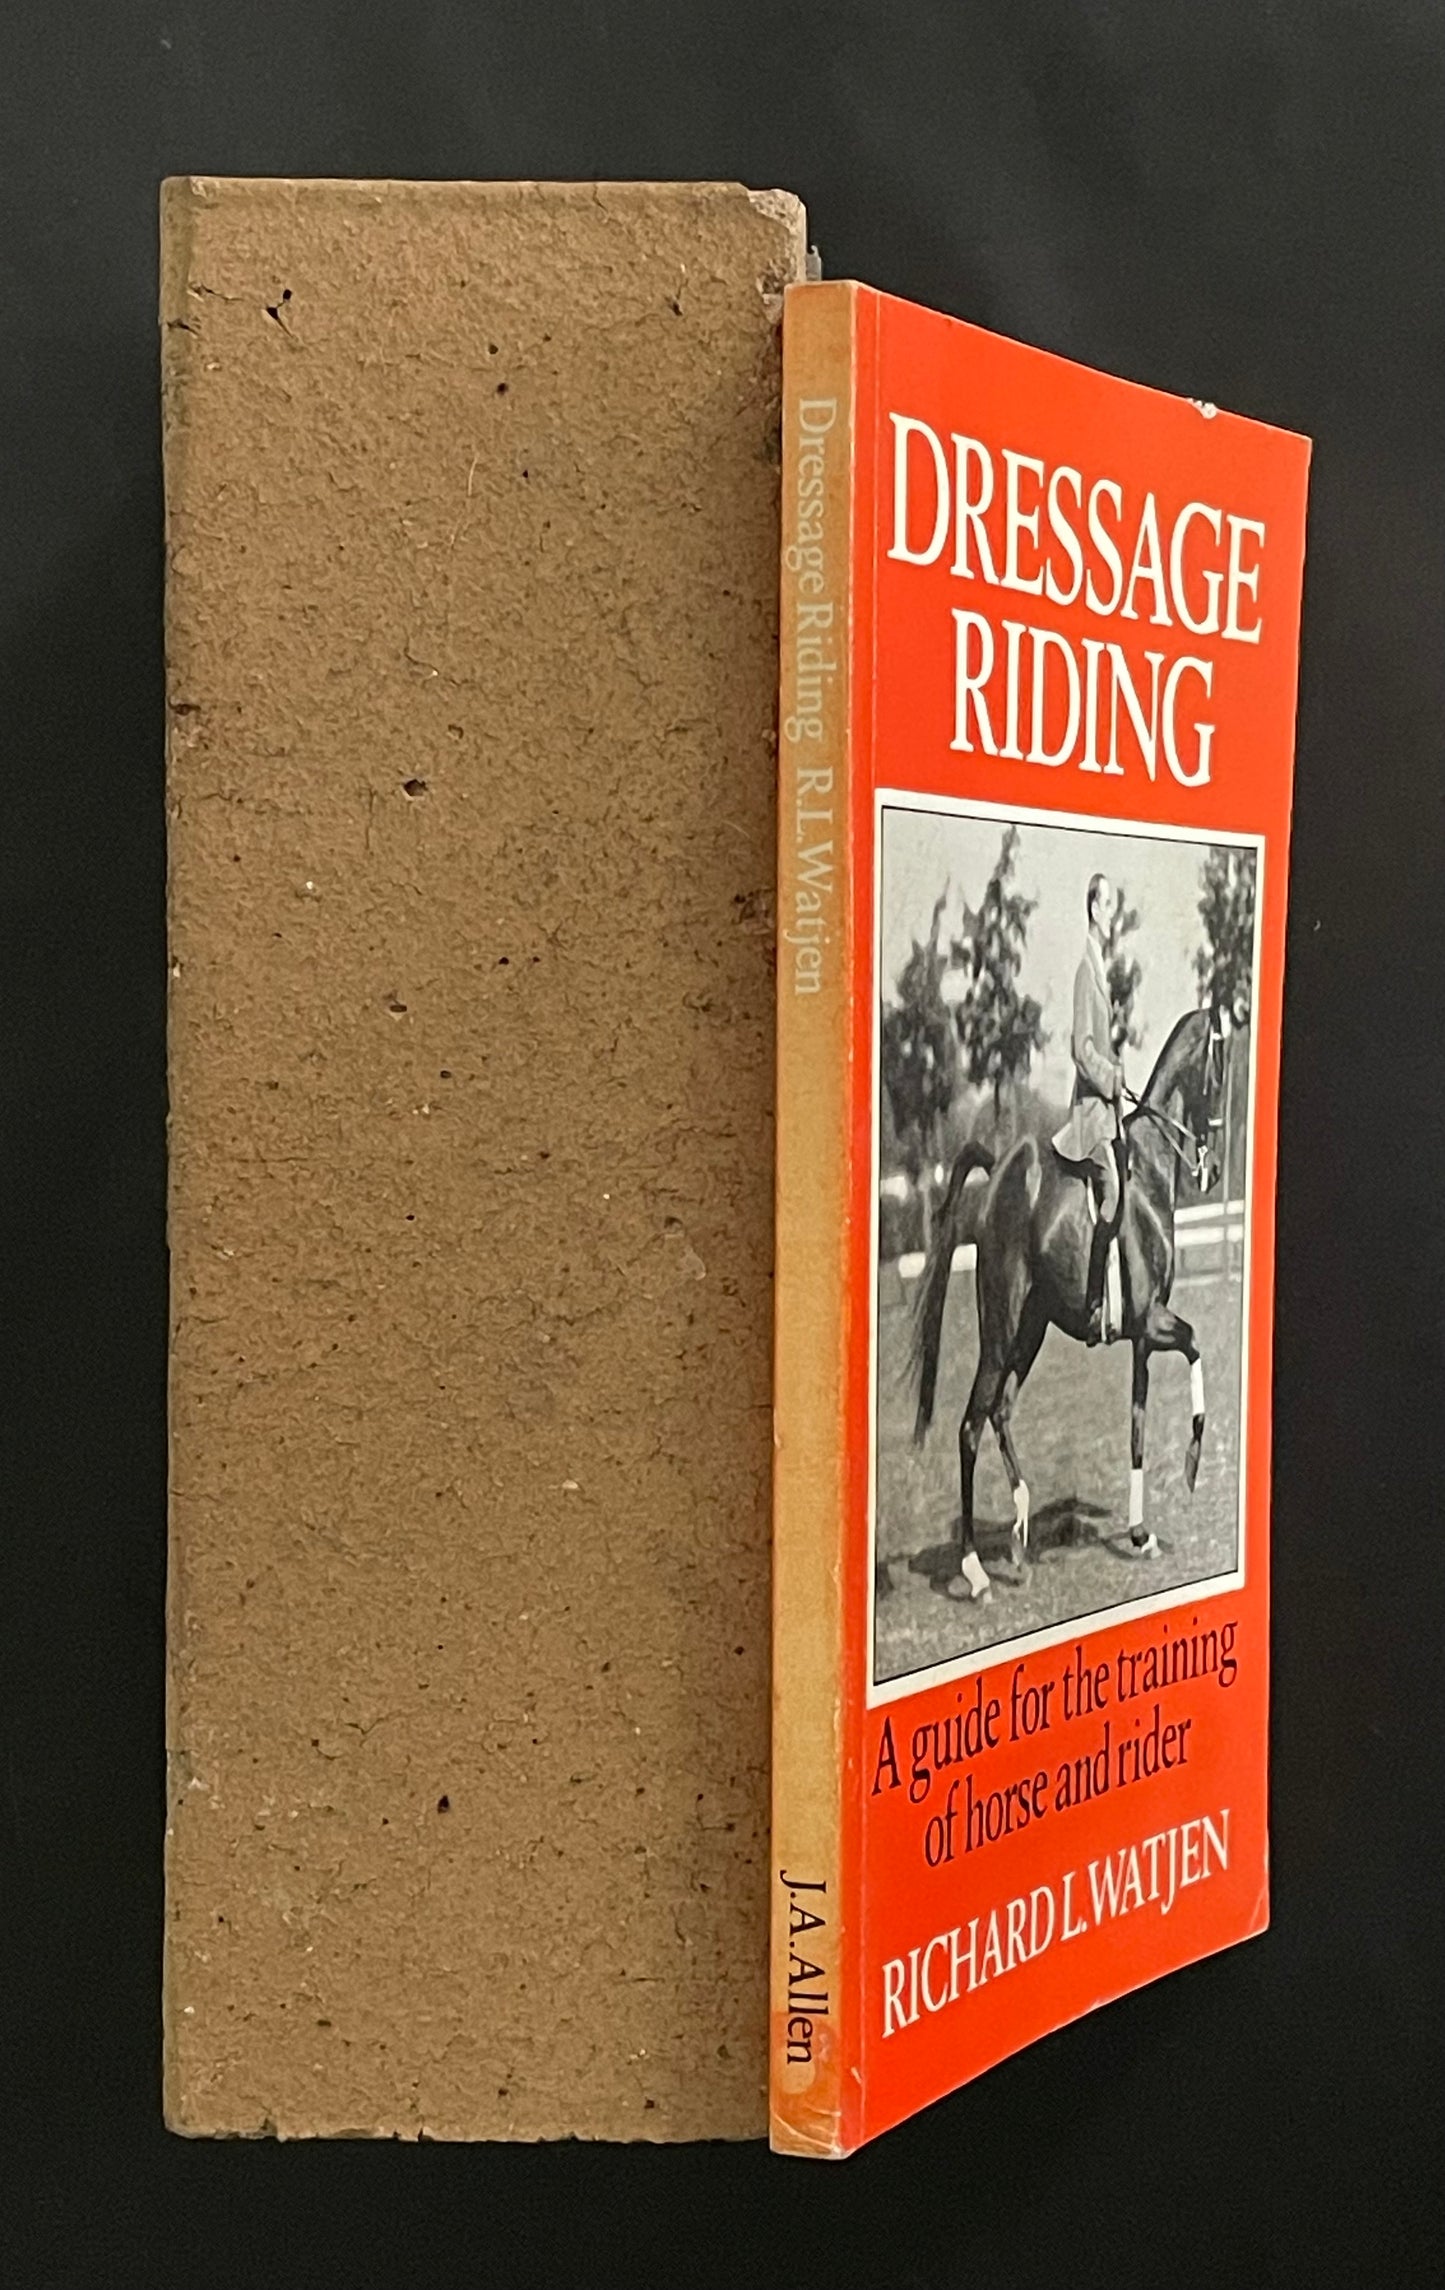 Dressage Riding R.L.Watjen
J.A.Allen
DRESSAGE
RIDING
A guide for the training
of horse and rider
RICHARD L.WATJEN